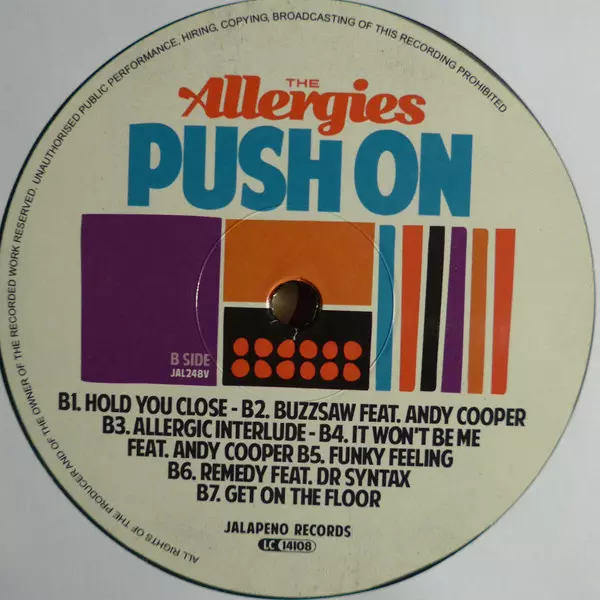 ALL RIGHTS OF THE PRODUCER AND OF THE OWNER OF THE RECORDED WORK RESERVED. UNAUTHORISED PUBLIC PERFORMANCE, HIRING, COPYING, BROADCASTING OF THIS RECORDING PROHIBITED
THE
Allergies
PUSH ON
B SIDE
JAL248V
B1. HOLD YOU CLOSE - B2. BUZZSAW FEAT. ANDY COOPER
B3. ALLERGIC INTERLUDE - B4. IT WON'T BE ME
FEAT. ANDY COOPER B5. FUNKY FEELING
B6. REMEDY FEAT. DR SYNTAX
B7. GET ON THE FLOOR
JALAPENO RECORDS
LC 14108